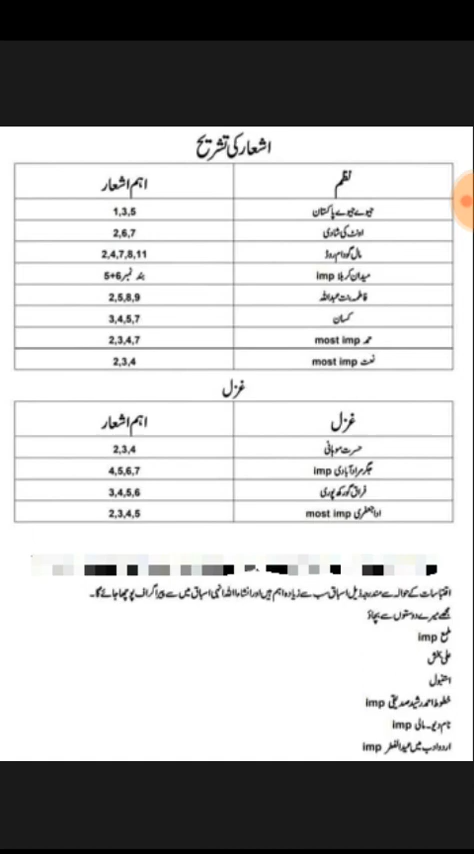 اشعار کی تشریح
نظم اہم اشعار
جیوے جیوے پاکستان 1,3,5
اونٹ کی شادی 2,6,7
مال گودام روڈ 2,4,7,8,11
میدان کربلا imp بند نمبر 5+6
فاطمہ بنت عبداللہ 2,5,8,9
کسان 3,4,5,7
حمد most imp 2,3,4,7
نعت most imp 2,3,4
غزل
غزل اہم اشعار
حسرت موہانی 2,3,4
جگر مراد آبادی imp 4,5,6,7
فراق گورکھپوری 3,4,5,6
ادا جعفری most imp 2,3,4,5
اقتباسات کے حوالہ سے مندرجہ ذیل اسباق سب سے زیادہ اہم ہیں اور انشاءاللہ انہی اسباق میں سے پیراگراف پوچھا جائے گا۔
مجھے میرے دوستوں سے بچاؤ
ملمع imp
علی بخش
استنبول
خطوط احمد رشید صدیقی imp
نام دیو۔مالی imp
اردو ادب میں عیدالفطر imp